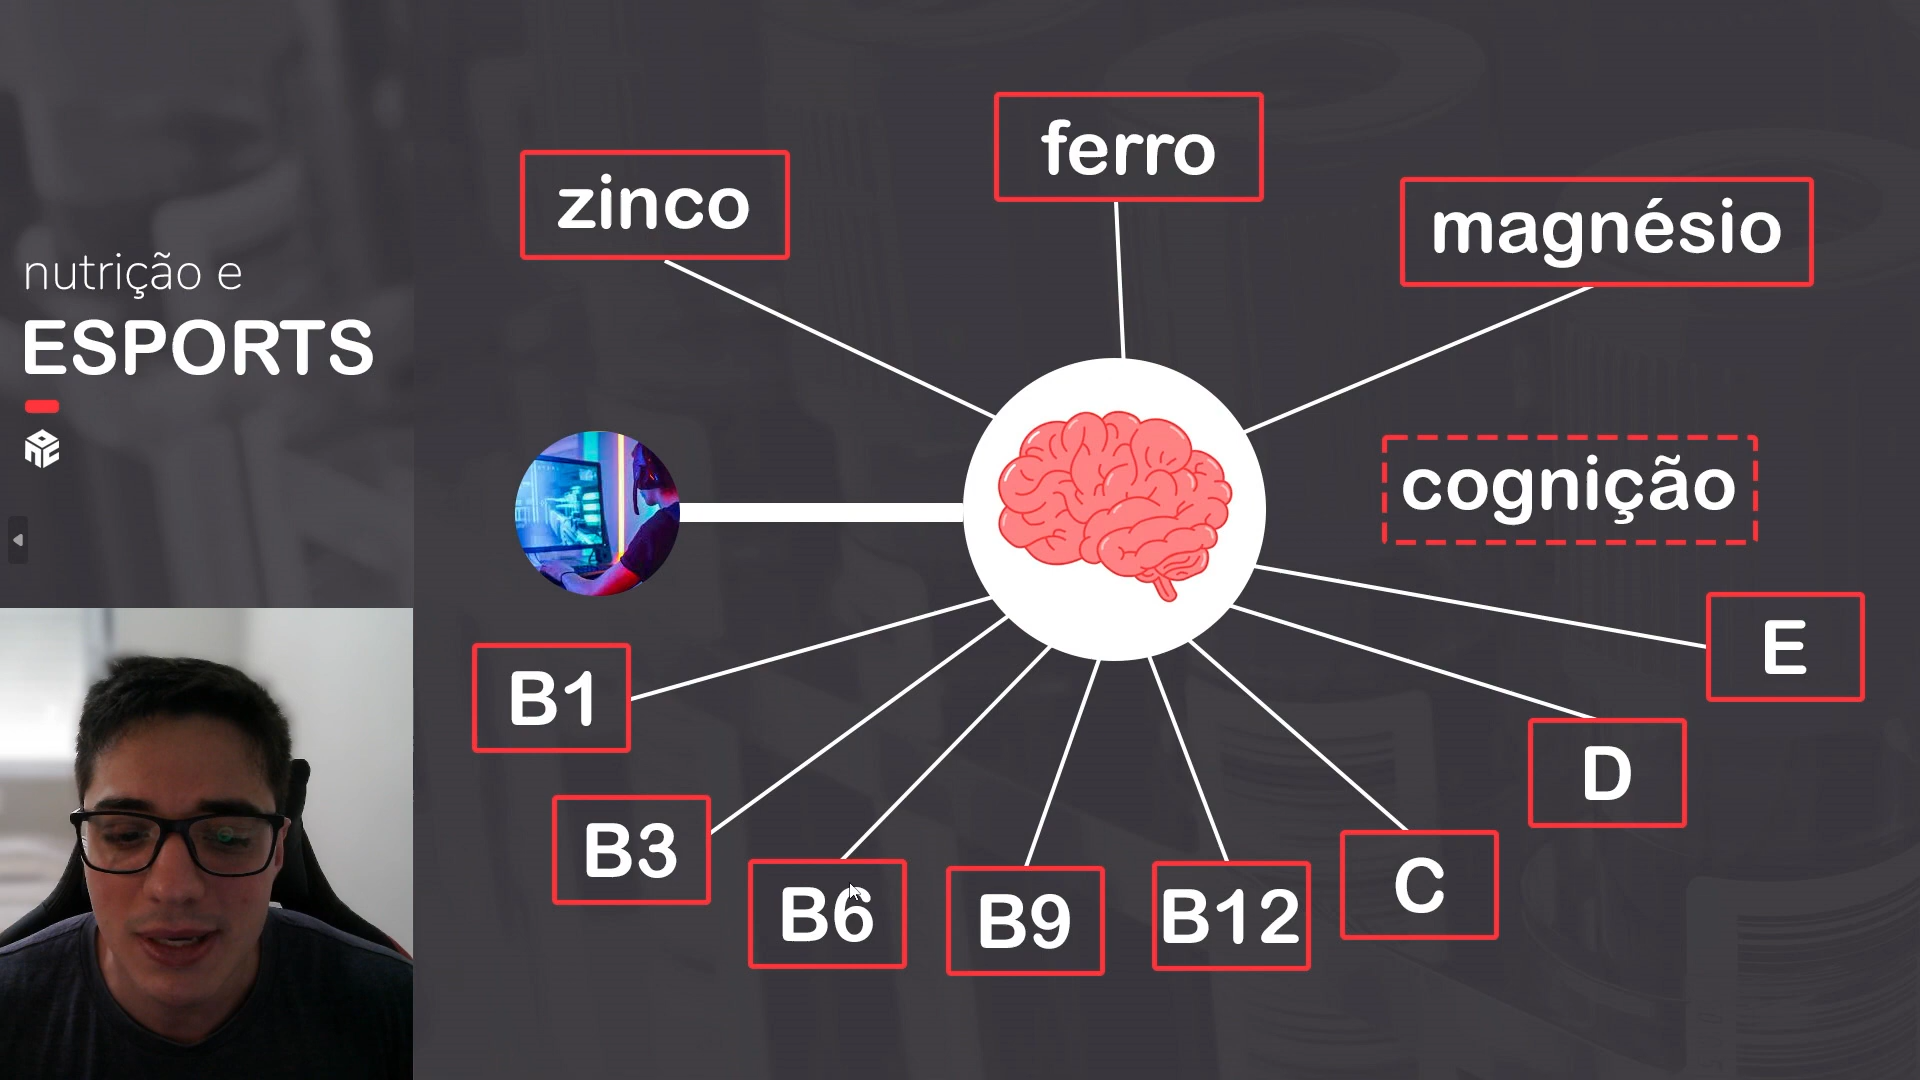 nutrição e
ESPORTS
zinco
ferro
magnésio
cognição
B1
B3
B6
B9
B12
C
D
E